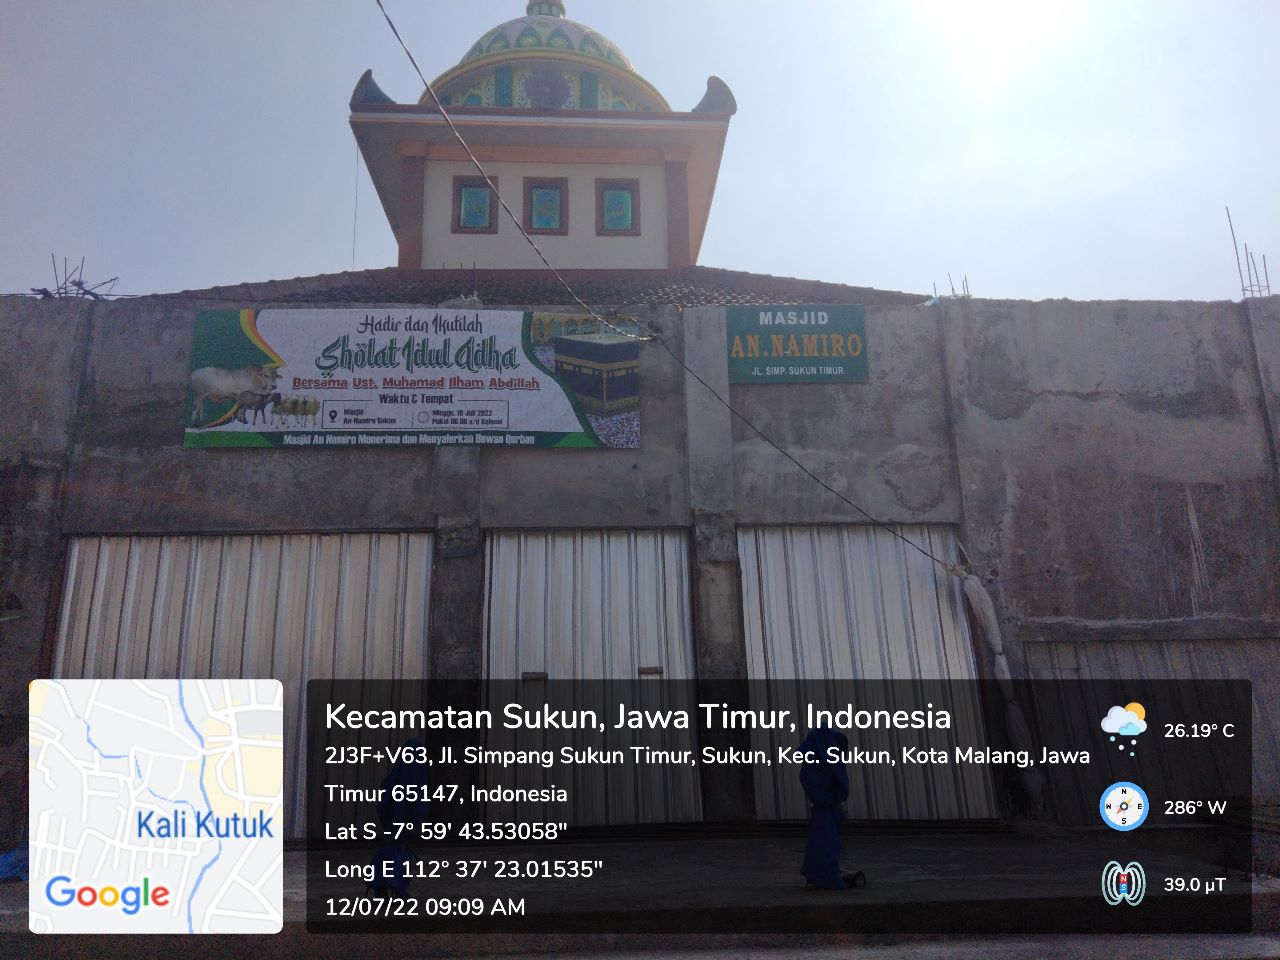 Hadir dan Ikutilah
Sholat Idul Adha
Bersama Ust. Muhamad Ilham Abdillah
Waktu & Tempat
Masjid
An-Namiro Sukun
Minggu, 10 Juli 2022
Pukul 06.00 s/d Selesai
Masjid An Namiro Menerima dan Menyalurkan Hewan Qurban
MASJID
AN.NAMIRO
JL. SIMP. SUKUN TIMUR
Kali Kutuk
Google
Kecamatan Sukun, Jawa Timur, Indonesia
2J3F+V63, Jl. Simpang Sukun Timur, Sukun, Kec. Sukun, Kota Malang, Jawa
Timur 65147, Indonesia
Lat S -7° 59' 43.53058"
Long E 112° 37' 23.01535"
12/07/22 09:09 AM
26.19° C
N
W E
S
286° W
N
S
39.0 µT